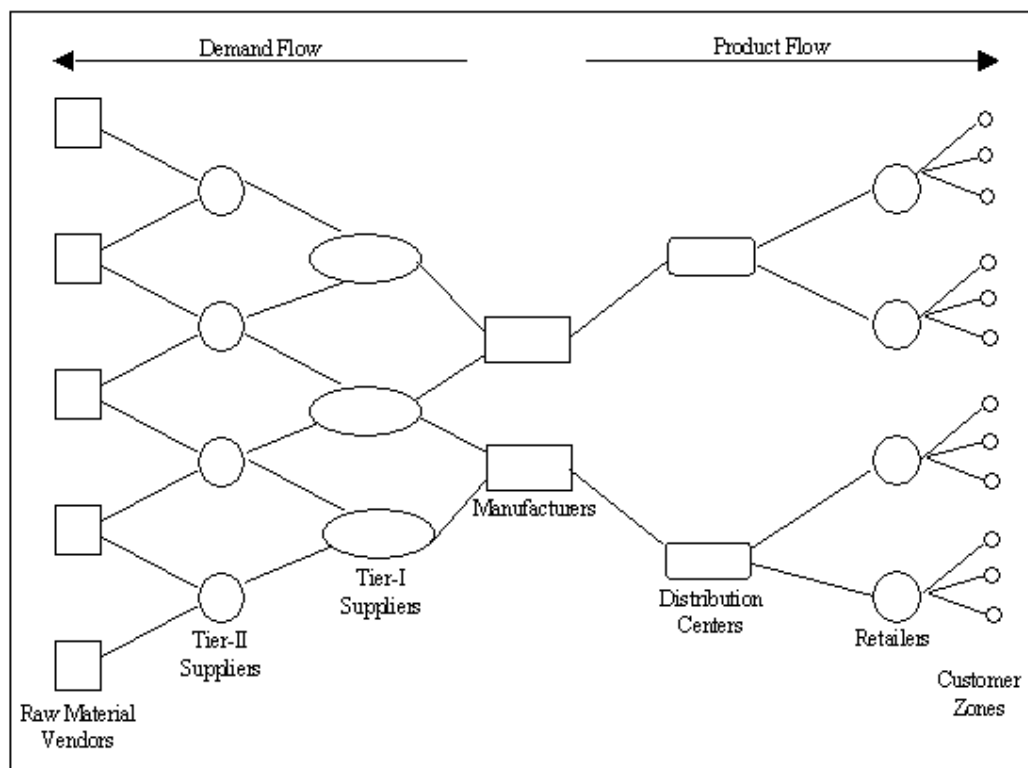 Demand Flow
Product Flow
Manufacturers
Tier-I
Suppliers
Distribution
Centers
Retailers
Tier-II
Suppliers
Customer
Zones
Raw Material
Vendors